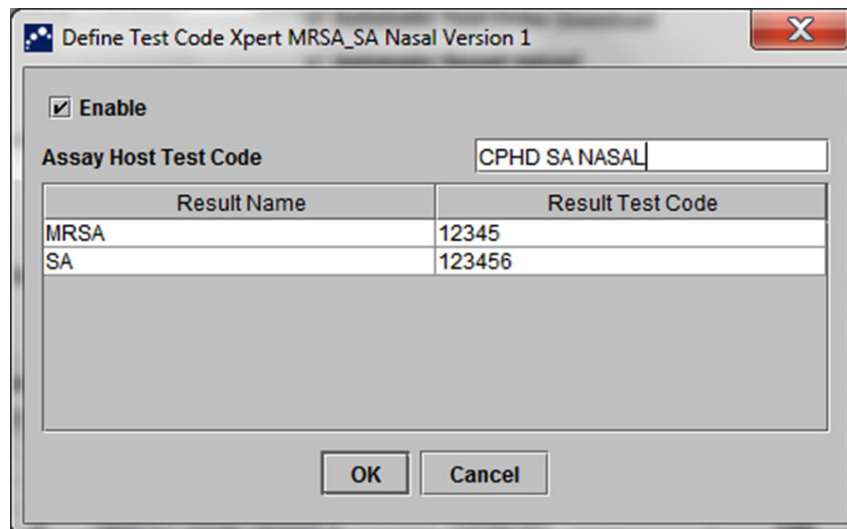 Define Test Code Xpert MRSA_SA Nasal Version 1
Enable
Assay Host Test Code CPHD SA NASAL
Result Name Result Test Code
MRSA 12345
SA 123456
OK Cancel